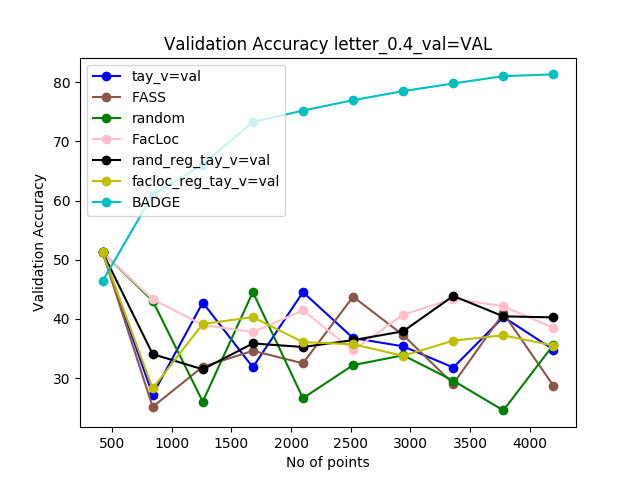 Validation Accuracy letter_0.4_val=VAL
tay_v=val
FASS
random
FacLoc
rand_reg_tay_v=val
facloc_reg_tay_v=val
BADGE
Validation Accuracy
80
70
60
50
40
30
500 1000 1500 2000 2500 3000 3500 4000
No of points